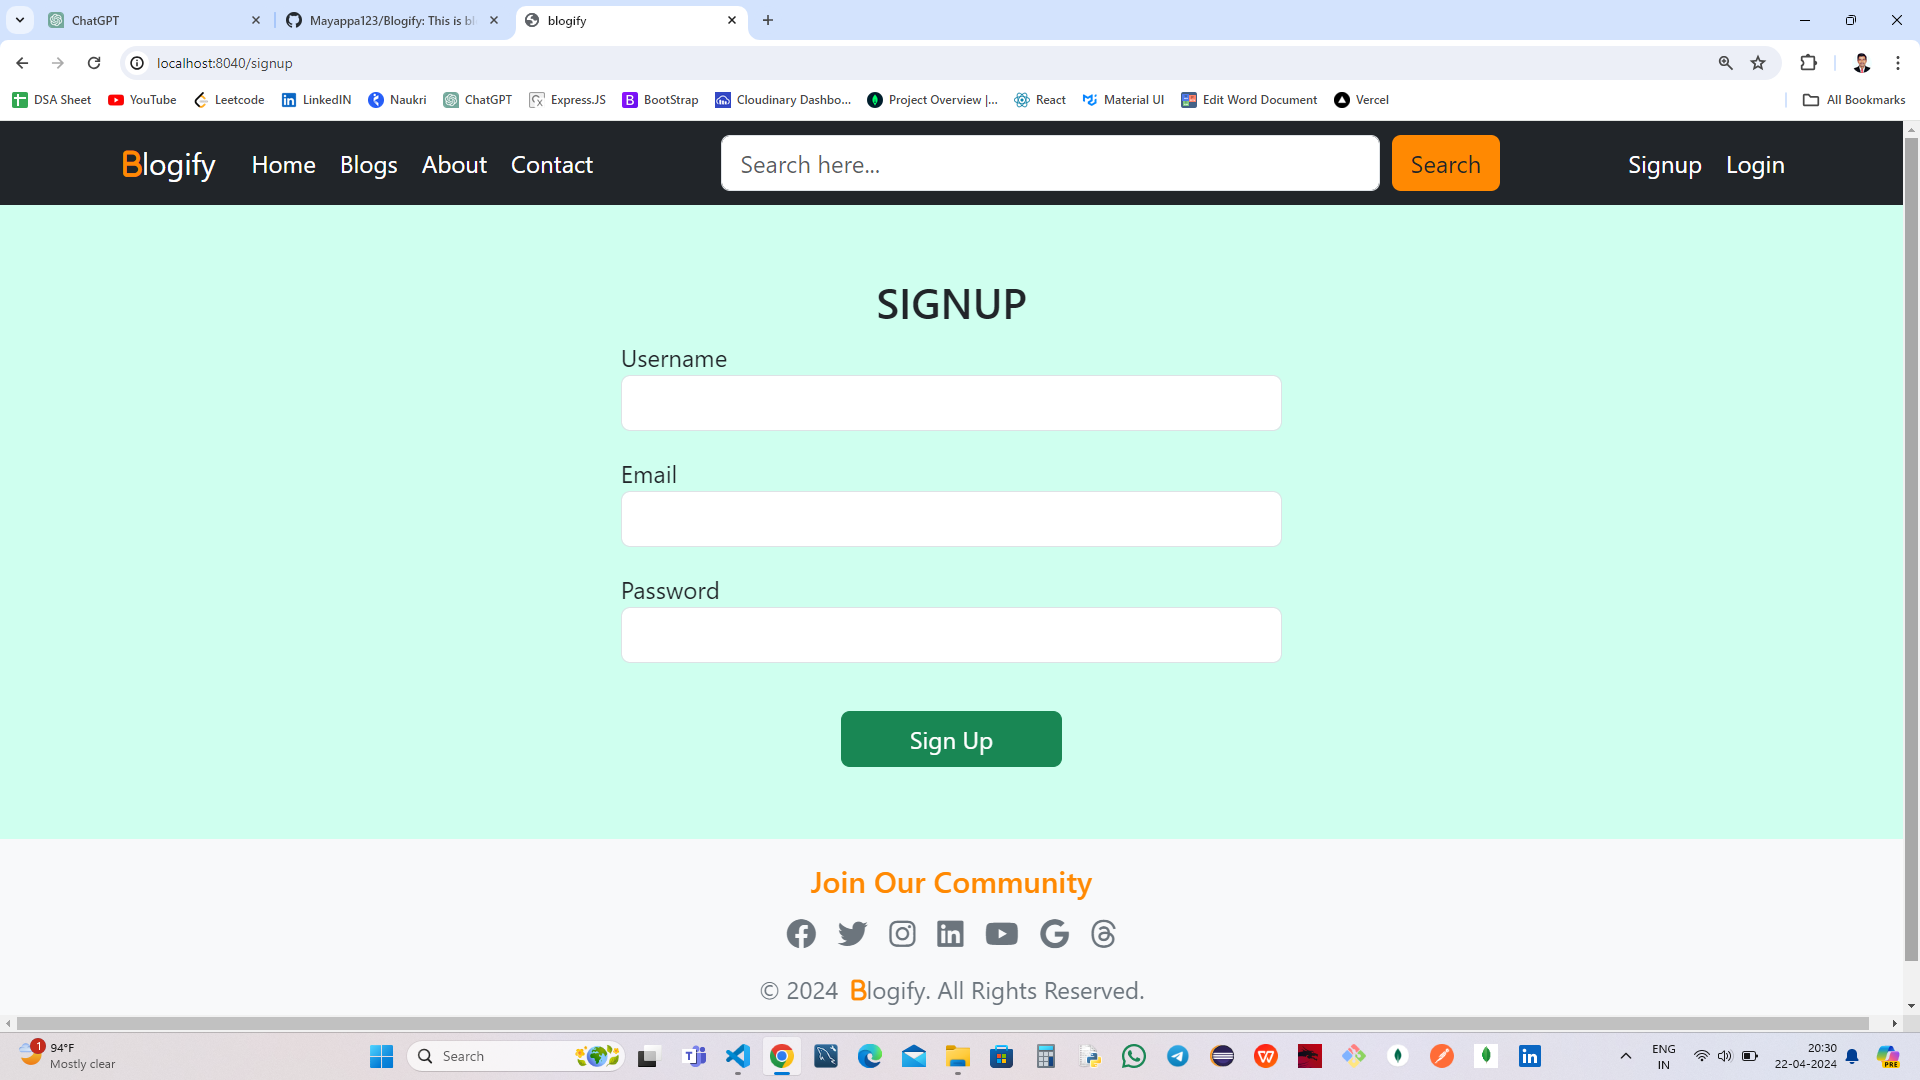 ChatGPT
Mayappa123/Blogify: This is bl
blogify
localhost:8040/signup
DSA Sheet YouTube Leetcode LinkedIN Naukri ChatGPT Express.JS BootStrap Cloudinary Dashbo... Project Overview |... React Material UI Edit Word Document Vercel All Bookmarks
Blogify Home Blogs About Contact Search here... Search Signup Login
SIGNUP
Username
Email
Password
Sign Up
Join Our Community
© 2024 Blogify. All Rights Reserved.
1
94°F
Mostly clear
Search
ENG
IN
20:30
22-04-2024
PRE